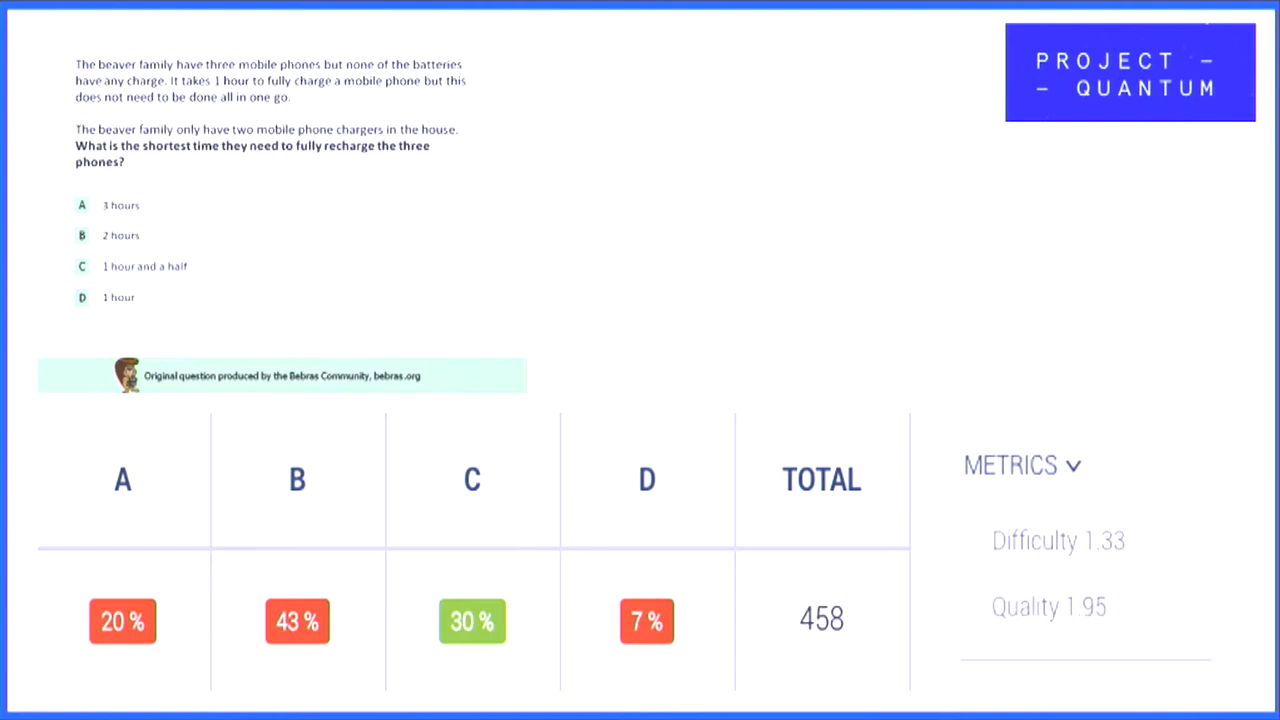 The beaver family have three mobile phones but none of the batteries
have any charge. It takes 1 hour to fully charge a mobile phone but this
does not need to be done all in one go.
The beaver family only have two mobile phone chargers in the house.
What is the shortest time they need to fully recharge the three
phones?
A 3 hours
B 2 hours
C 1 hour and a half
D 1 hour
Original question produced by the Bebras Community, bebras.org
PROJECT –
– QUANTUM
A B C D TOTAL
20 % 43 % 30 % 7 % 458
METRICS
Difficulty 1.33
Quality 1.95